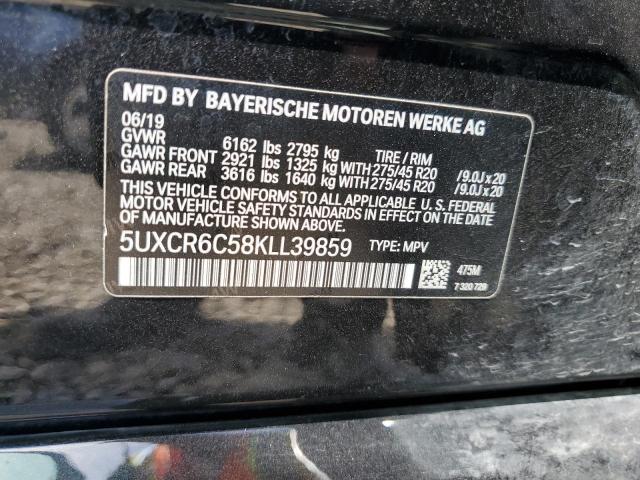 MFD BY BAYERISCHE MOTOREN WERKE AG
06/19
GVWR 6162 lbs 2795 kg TIRE / RIM
GAWR FRONT 2921 lbs 1325 kg WITH 275/45 R20 /9.0J x 20
GAWR REAR 3616 lbs 1640 kg WITH 275/45 R20 /9.0J x 20
THIS VEHICLE CONFORMS TO ALL APPLICABLE U. S. FEDERAL
MOTOR VEHICLE SAFETY STANDARDS IN EFFECT ON THE DATE
OF MANUFACTURE SHOWN ABOVE.
5UXCR6C58KLL39859 TYPE: MPV
475M
7 320 729